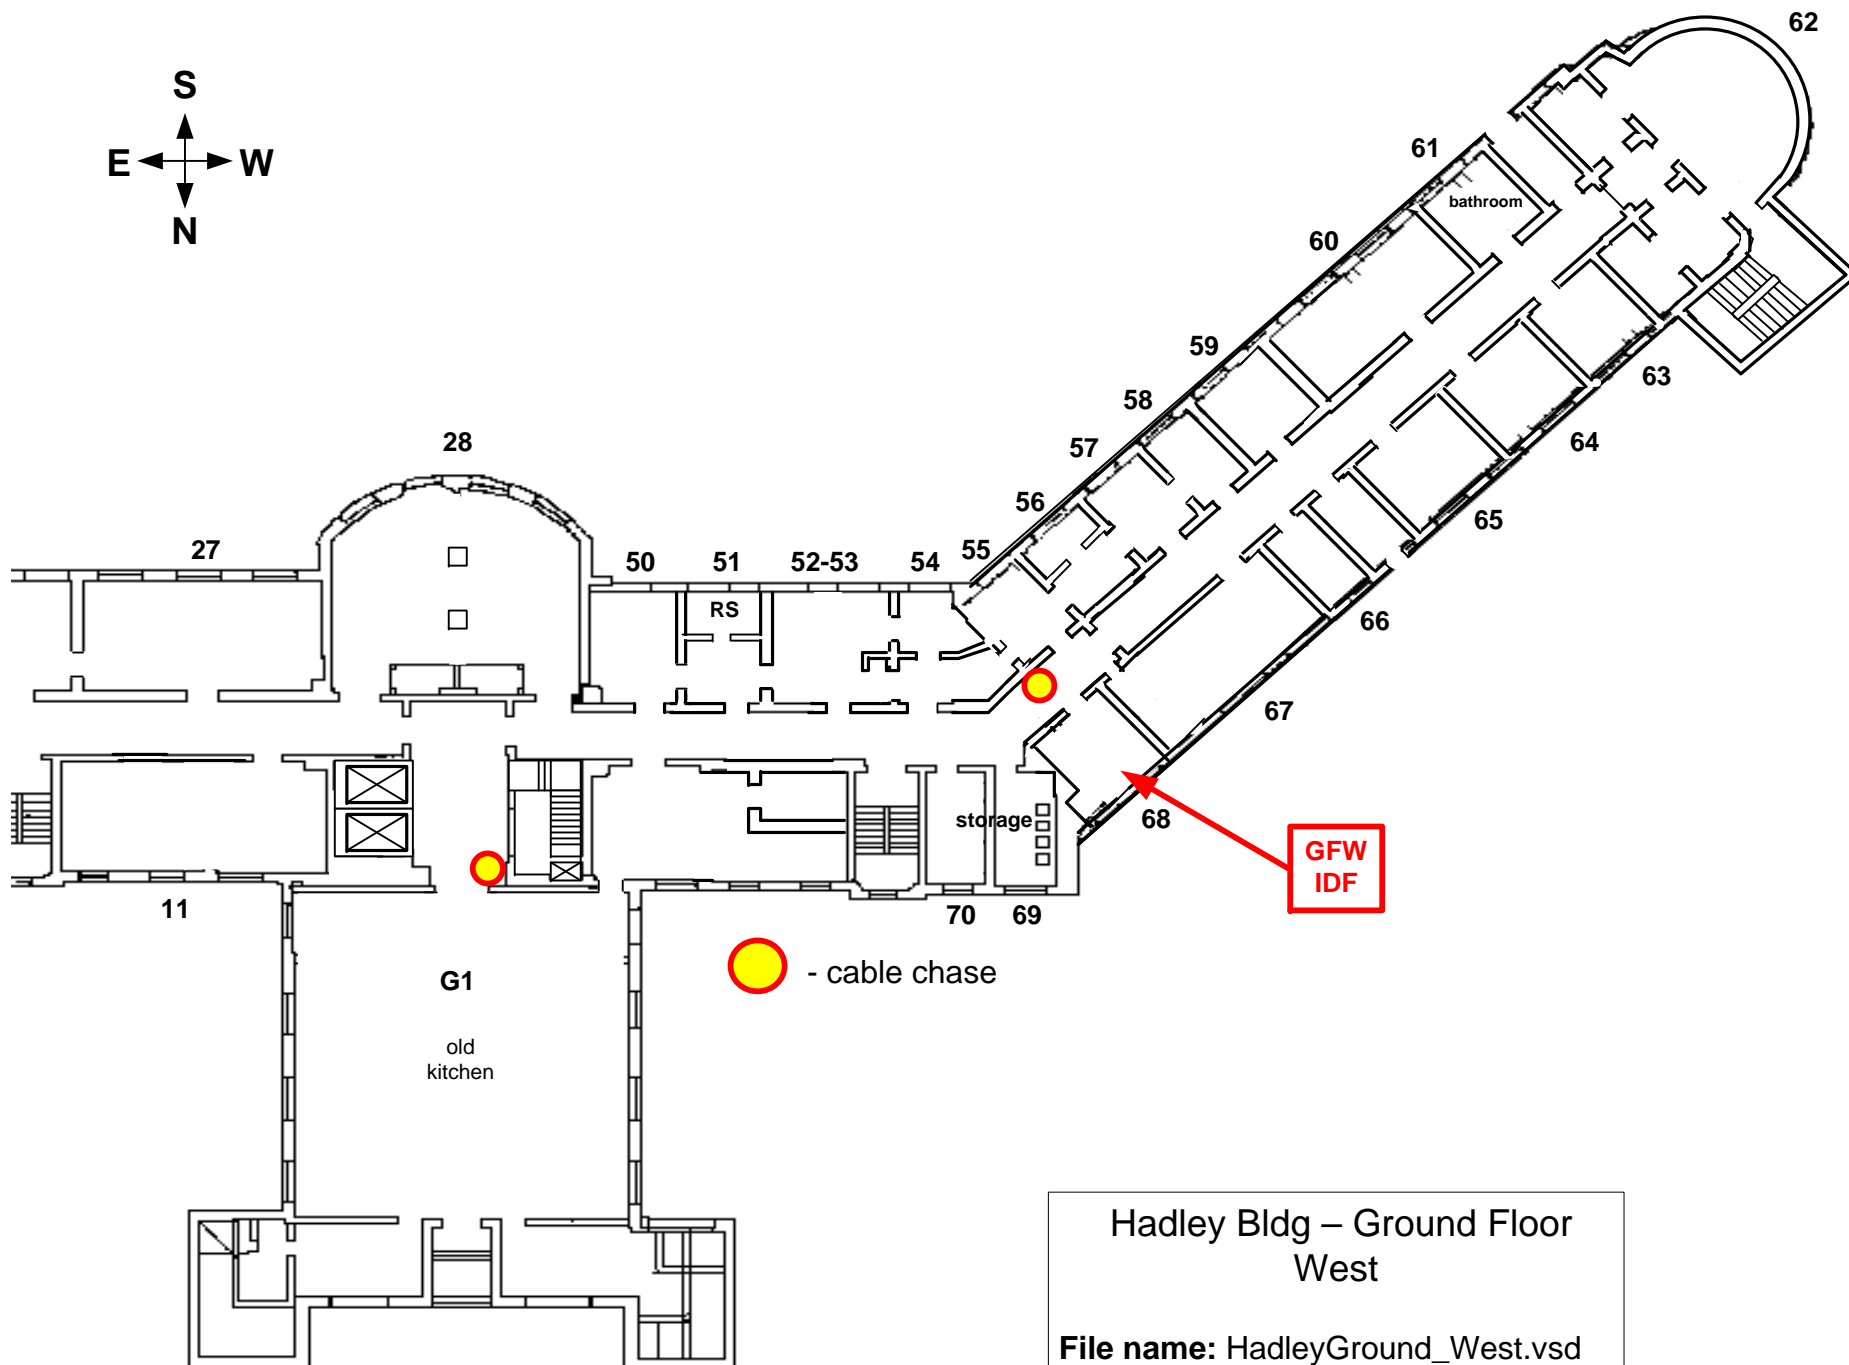 62
S
E W
N
61
bathroom
60
59
63
58
64
28
57
56
65
27
50 51 52-53 54 55
RS
66
67
storage
68
GFW
IDF
11
70 69
G1
- cable chase
old
kitchen
Hadley Bldg – Ground Floor
West
File name: HadleyGround_West.vsd